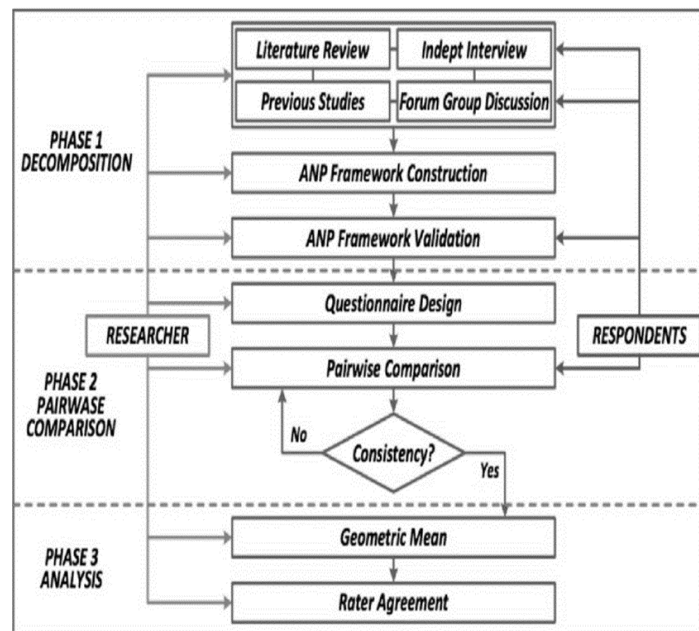 Literature Review
Indept Interview
Previous Studies
Forum Group Discussion
PHASE 1
DECOMPOSITION
ANP Framework Construction
ANP Framework Validation
Questionnaire Design
RESEARCHER
RESPONDENTS
Pairwise Comparison
PHASE 2
PAIRWASE
COMPARISON
No
Consistency?
Yes
Geometric Mean
PHASE 3
ANALYSIS
Rater Agreement